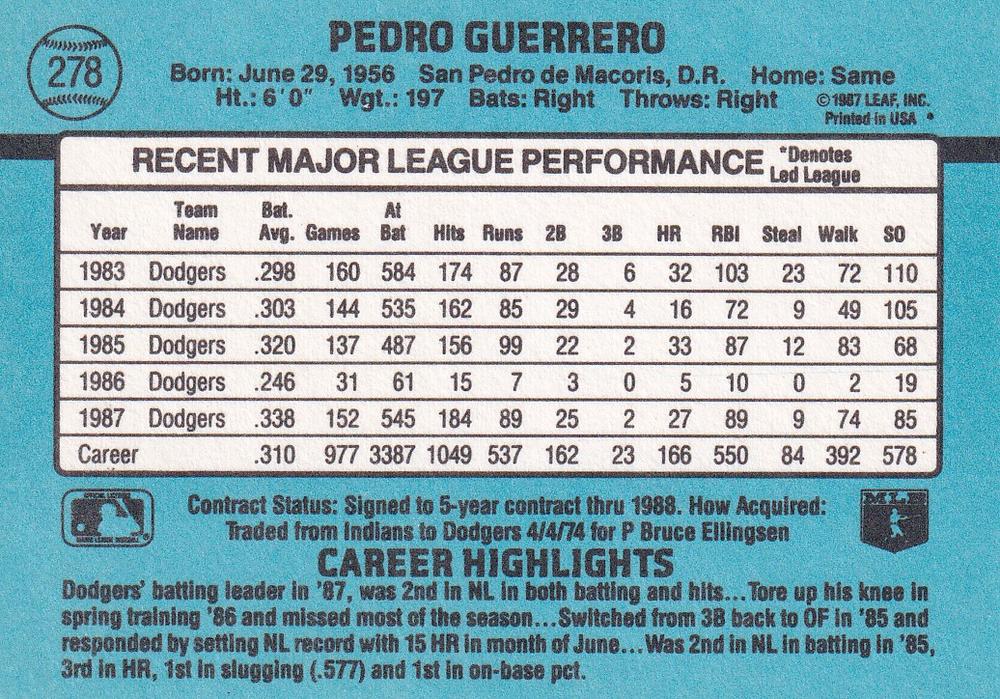 PEDRO GUERRERO
278
Born: June 29, 1956 San Pedro de Macoris, D.R. Home: Same
Ht.: 6'0" Wgt.: 197 Bats: Right Throws: Right
©1987 LEAF, INC.
Printed in USA *
RECENT MAJOR LEAGUE PERFORMANCE *Denotes Led League
Year Team Name Bat. Avg. Games At Bat Hits Runs 2B 3B HR RBI Steal Walk SO
1983 Dodgers .298 160 584 174 87 28 6 32 103 23 72 110
1984 Dodgers .303 144 535 162 85 29 4 16 72 9 49 105
1985 Dodgers .320 137 487 156 99 22 2 33 87 12 83 68
1986 Dodgers .246 31 61 15 7 3 0 5 10 0 2 19
1987 Dodgers .338 152 545 184 89 25 2 27 89 9 74 85
Career .310 977 3387 1049 537 162 23 166 550 84 392 578
Contract Status: Signed to 5-year contract thru 1988. How Acquired:
Traded from Indians to Dodgers 4/4/74 for P Bruce Ellingsen
MLB
CAREER HIGHLIGHTS
Dodgers' batting leader in '87, was 2nd in NL in both batting and hits...Tore up his knee in
spring training '86 and missed most of the season...Switched from 3B back to OF in '85 and
responded by setting NL record with 15 HR in month of June...Was 2nd in NL in batting in '85,
3rd in HR, 1st in slugging (.577) and 1st in on-base pct.